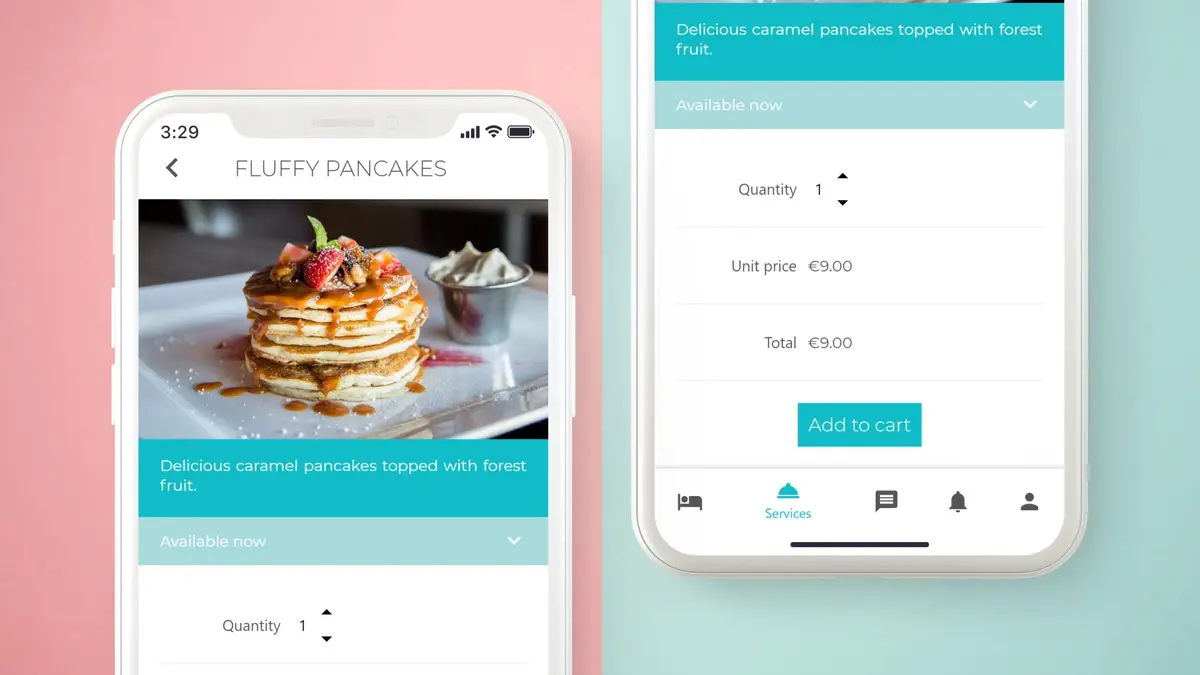 3:29
FLUFFY PANCAKES
Delicious caramel pancakes topped with forest
fruit.
Available now
Quantity 1
Delicious caramel pancakes topped with forest
fruit.
Available now
Quantity 1
Unit price €9.00
Total €9.00
Add to cart
Services